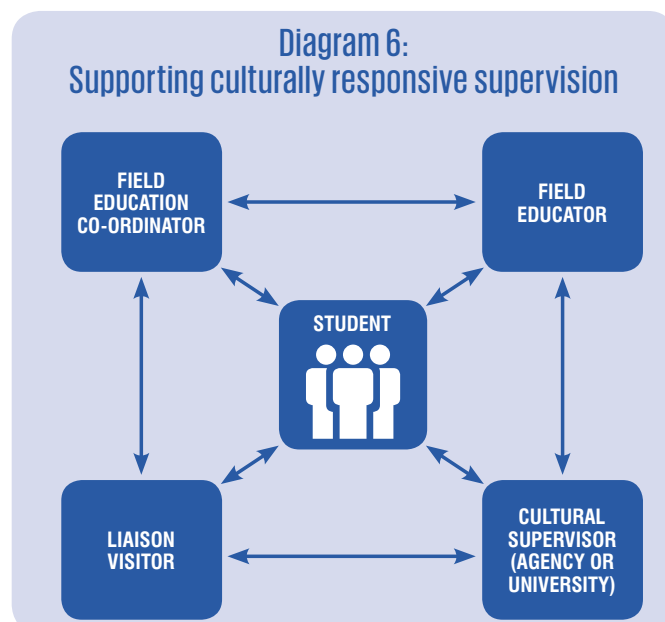 Diagram 6:
Supporting culturally responsive supervision
FIELD
EDUCATION
CO-ORDINATOR
FIELD
EDUCATOR
STUDENT
LIAISON
VISITOR
CULTURAL
SUPERVISOR
(AGENCY OR
UNIVERSITY)